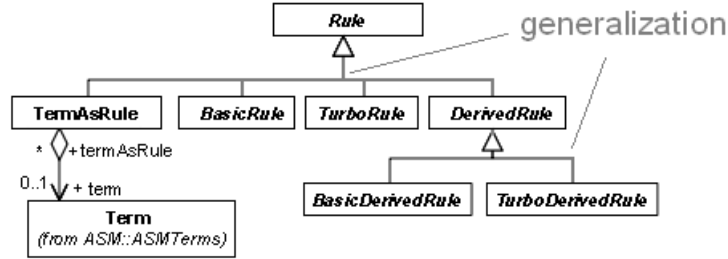 Rule
generalization
TermAsRule
BasicRule
TurboRule
DerivedRule
* +termAsRule
0..1 + term
BasicDerivedRule
TurboDerivedRule
Term
(from ASM::ASMTerms)